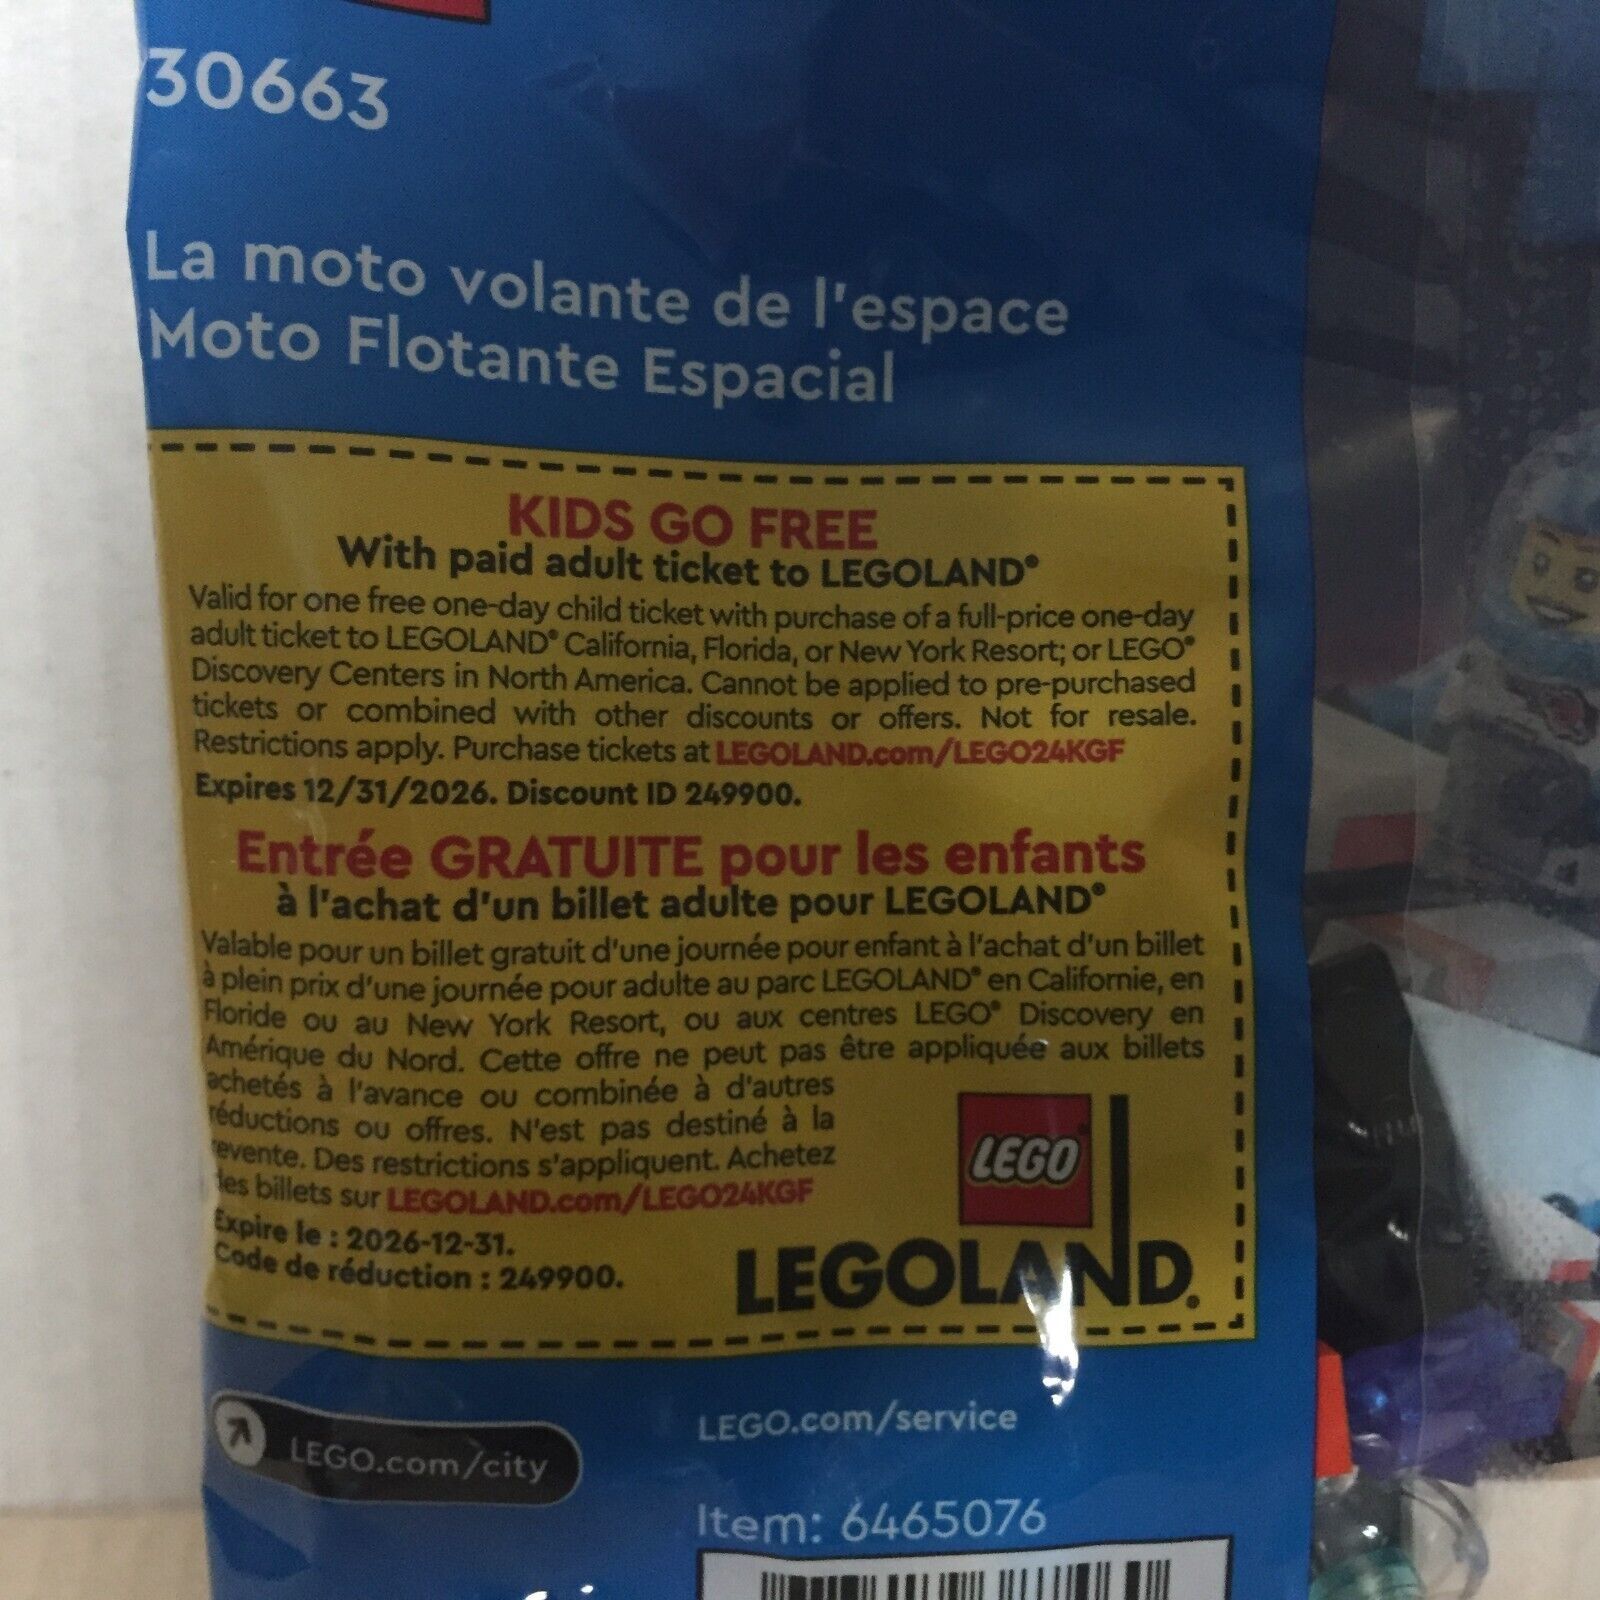 30663
La moto volante de l'espace
Moto Flotante Espacial
KIDS GO FREE
With paid adult ticket to LEGOLAND®
Valid for one free one-day child ticket with purchase of a full-price one-day
adult ticket to LEGOLAND® California, Florida, or New York Resort; or LEGO®
Discovery Centers in North America. Cannot be applied to pre-purchased
tickets or combined with other discounts or offers. Not for resale.
Restrictions apply. Purchase tickets at LEGOLAND.com/LEGO24KGF
Expires 12/31/2026. Discount ID 249900.
Entrée GRATUITE pour les enfants
à l'achat d'un billet adulte pour LEGOLAND®
Valable pour un billet gratuit d'une journée pour enfant à l'achat d'un billet
à plein prix d'une journée pour adulte au parc LEGOLAND® en Californie, en
Floride ou au New York Resort, ou aux centres LEGO® Discovery en
Amérique du Nord. Cette offre ne peut pas être appliquée aux billets
achetés à l'avance ou combinée à d'autres
réductions ou offres. N'est pas destiné à la
revente. Des restrictions s'appliquent. Achetez
des billets sur LEGOLAND.com/LEGO24KGF
Expire le : 2026-12-31.
Code de réduction : 249900.
LEGO®
LEGOLAND®
LEGO.com/city
LEGO.com/service
Item: 6465076